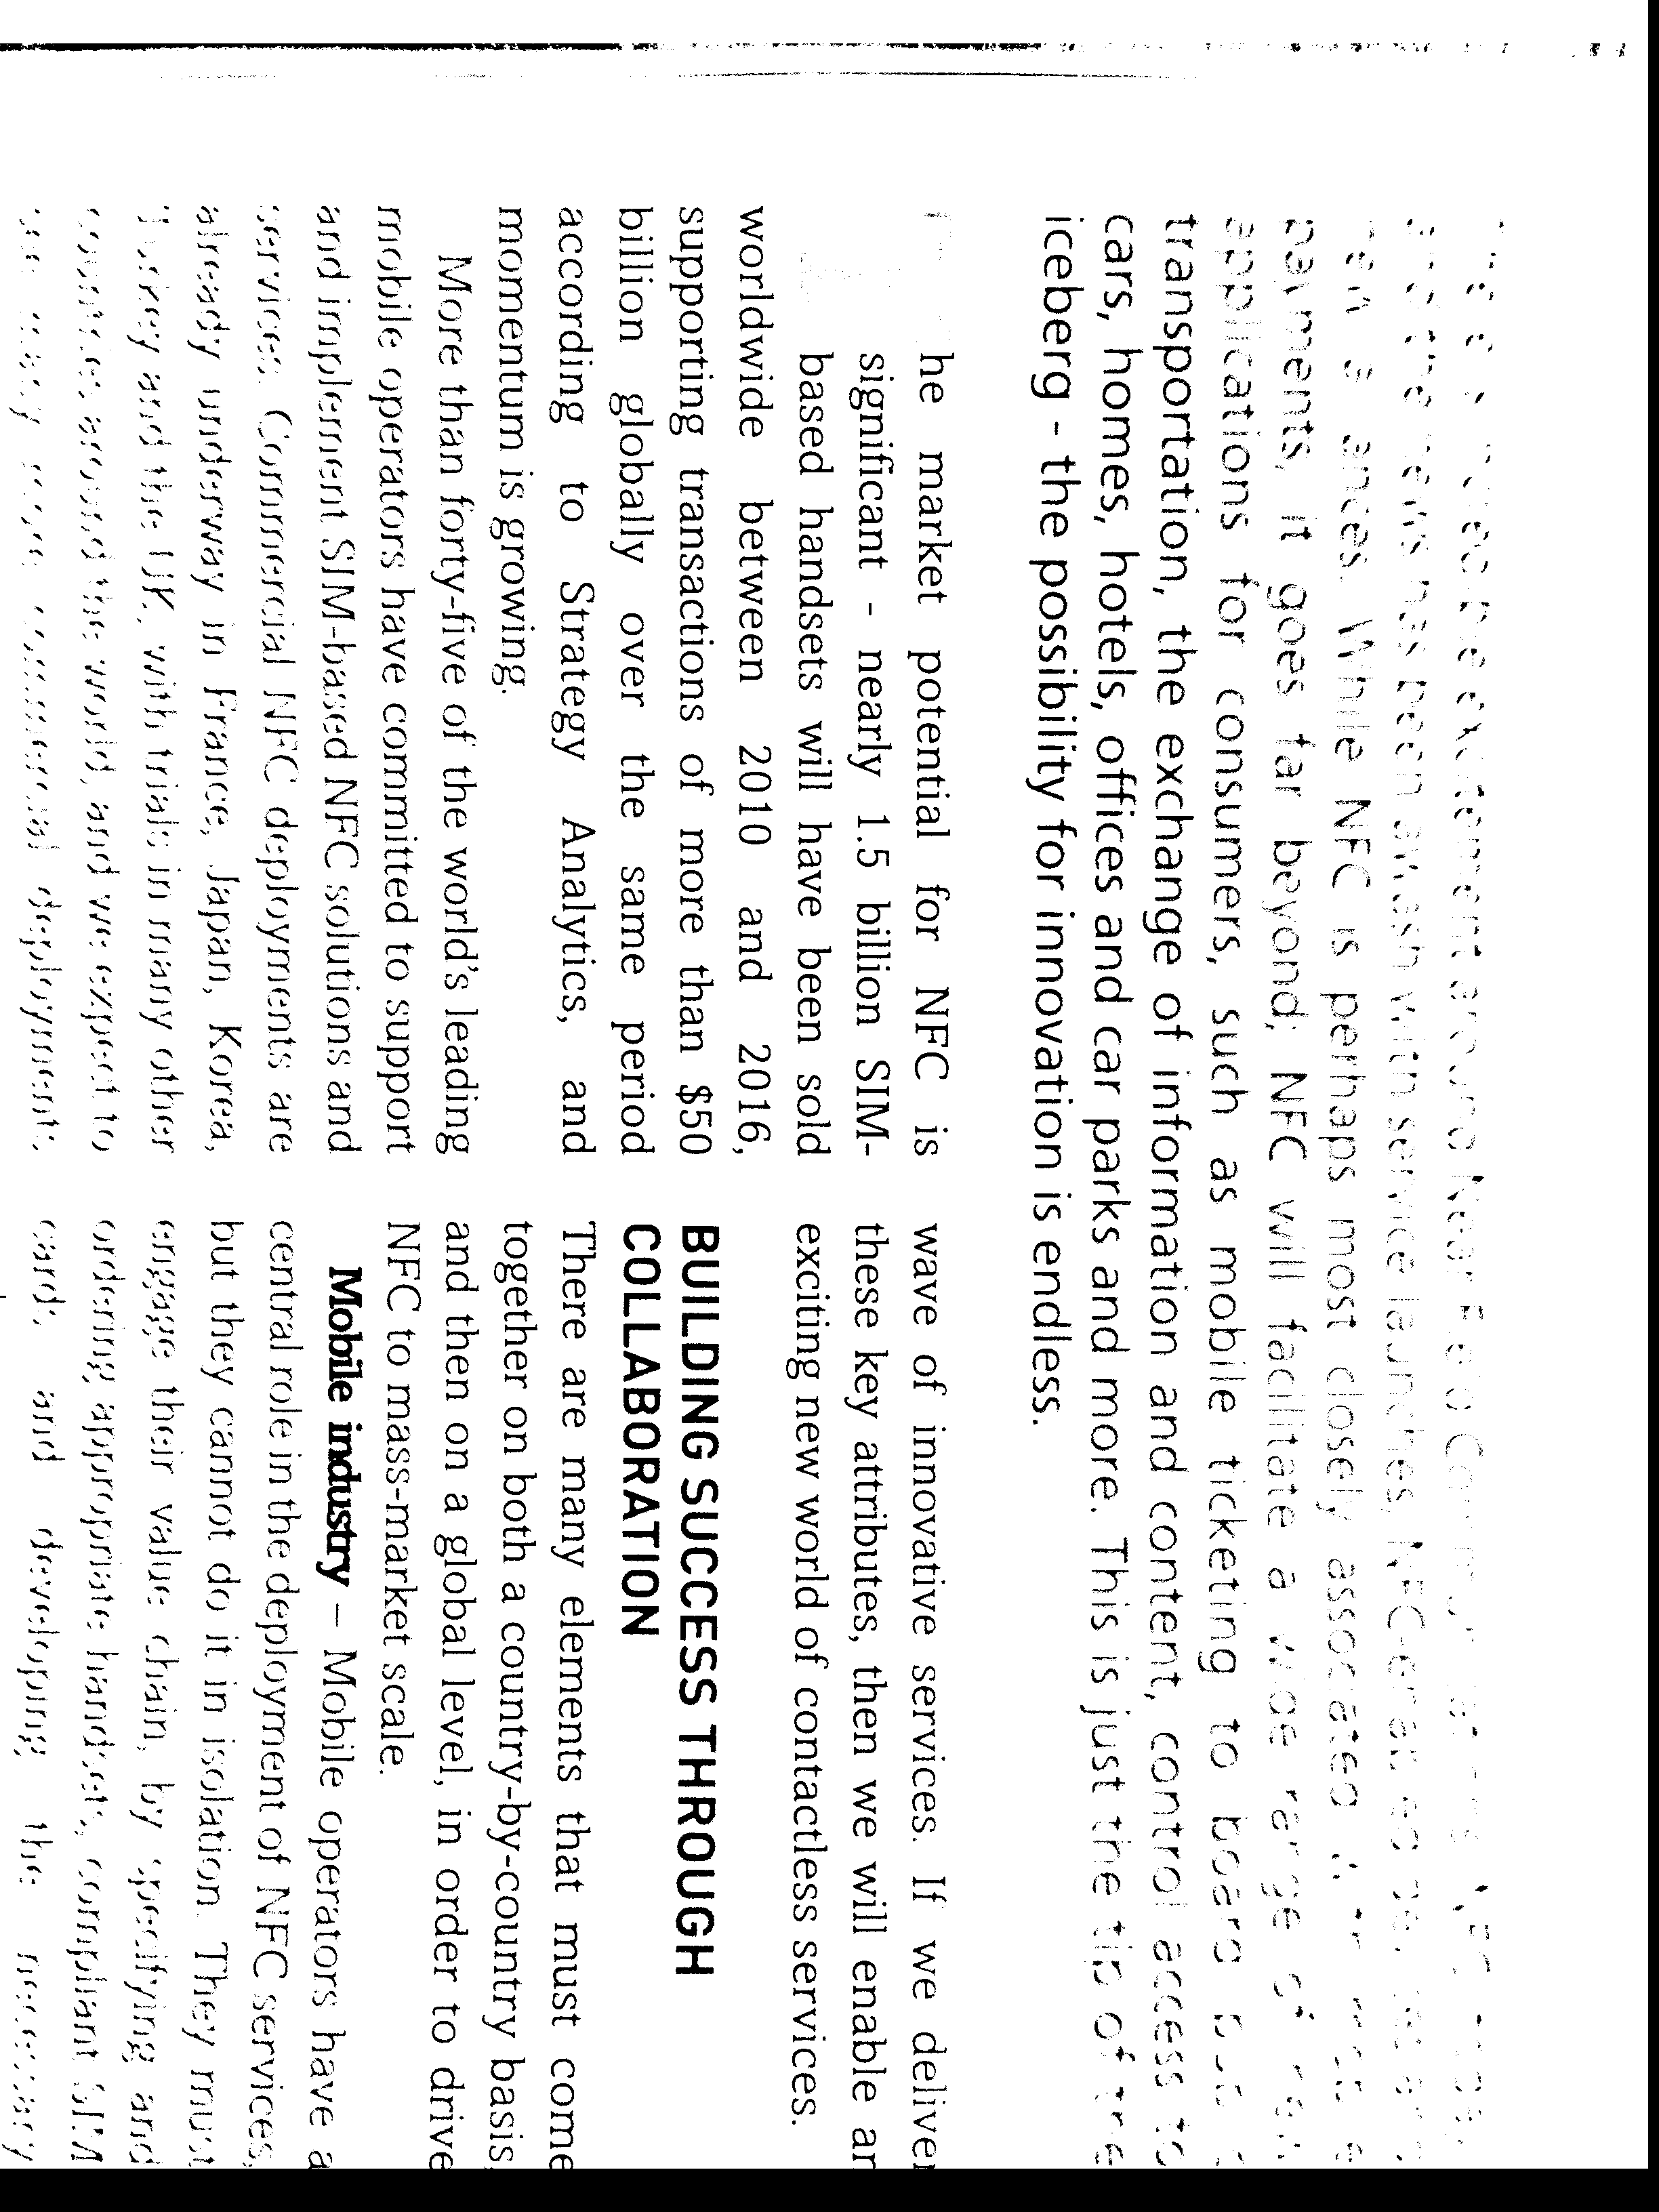 excitement around Near Field
the news has been awash with service launches, NFC-enabled
While NFC is perhaps most closely associated
payments, it goes far beyond; NFC will facilitate a wide range of new
applications for consumers, such as mobile ticketing to board
transportation, the exchange of information and content, control access to
cars, homes, hotels, offices and car parks and more. This is just the tip of the
iceberg - the possibility for innovation is endless.
he market potential for NFC is
significant - nearly 1.5 billion SIM-
based handsets will have been sold
worldwide between 2010 and 2016,
supporting transactions of more than $50
billion globally over the same period
according to Strategy Analytics, and
momentum is growing.
More than forty-five of the world's leading
mobile operators have committed to support
and implement SIM-based NFC solutions and
services. Commercial NFC deployments are
already underway in France, Japan, Korea,
Turkey and the UK, with trials in many other
countries around the world, and we expect to
see many more commercial deployments
wave of innovative services. If we deliver
these key attributes, then we will enable an
exciting new world of contactless services.
BUILDING SUCCESS THROUGH
COLLABORATION
There are many elements that must come
together on both a country-by-country basis,
and then on a global level, in order to drive
NFC to mass-market scale.
Mobile industry – Mobile operators have a
central role in the deployment of NFC services,
but they cannot do it in isolation. They must
engage their value chain, by specifying and
ordering appropriate handsets, compliant SIM
cards and developing the necessary